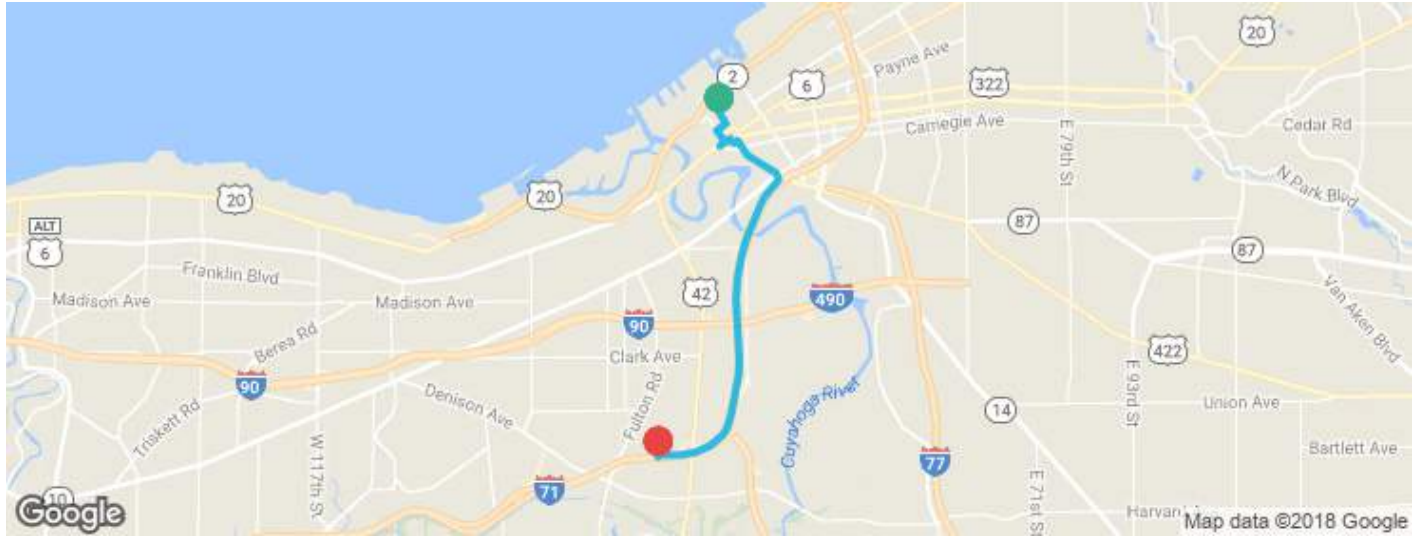 20
2
Payne Ave
6
322
Carnegie Ave
E 79th St
Cedar Rd
N Park Blvd
20
20
ALT
6
87
87
Franklin Blvd
Madison Ave
Madison Ave
42
490
Van Aken Blvd
Berea Rd
90
422
Clark Ave
90
Fulton Rd
Denison Ave
Triskett Rd
W 117th St
Cuyahoga River
E 93rd St
14
Union Ave
Bartlett Ave
77
71
E 71st St
10
Google
Harvard
Map data ©2018 Google